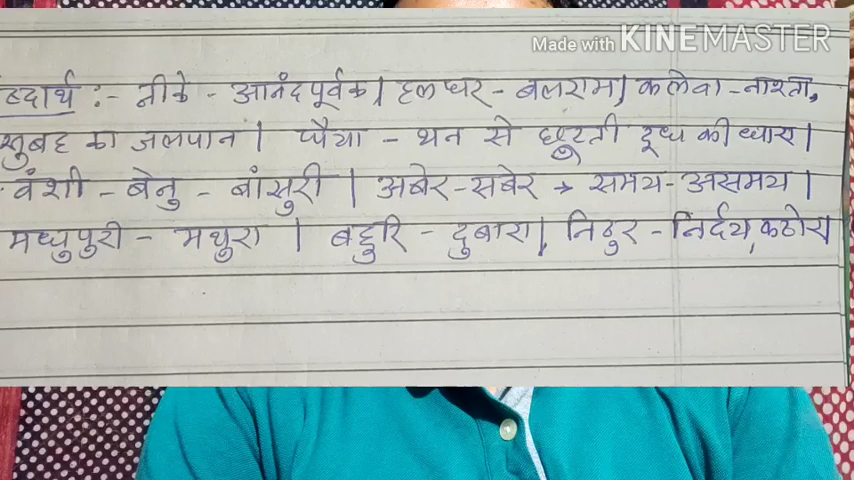 Made with KINEMASTER
ब्दार्थ :- नीके - आनंदपूर्वक | हलधर - बलराम | कलेवा - नाश्ता,
सुबह का जलपान | घैया - थन से छूटती दूध की धार |
वंशी - बेनु - बांसुरी | अबेर-सबेर → समय-असमय |
मधुपुरी - मथुरा | बहुरि - दुबारा | निठुर - निर्दय, कठोर |